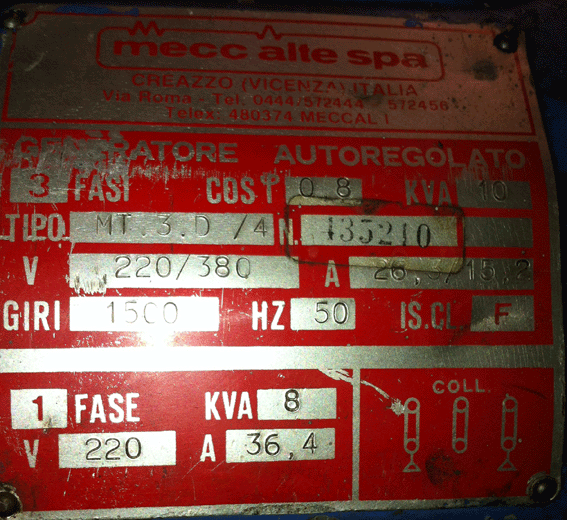 mecc alte spa
CREAZZO (VICENZA) ITALIA
Via Roma - Tel. 0444/572444 - 572456
Telex: 480374 MECCAL I
GENERATORE AUTOREGOLATO
3 FASI COS φ 0 8 KVA 10
TIPO MT.3.D /4 N. 135210
V 220/380 A 26,3/15,2
GIRI 1500 HZ 50 IS.CL. F
1 FASE KVA 8
V 220 A 36,4
COLL.